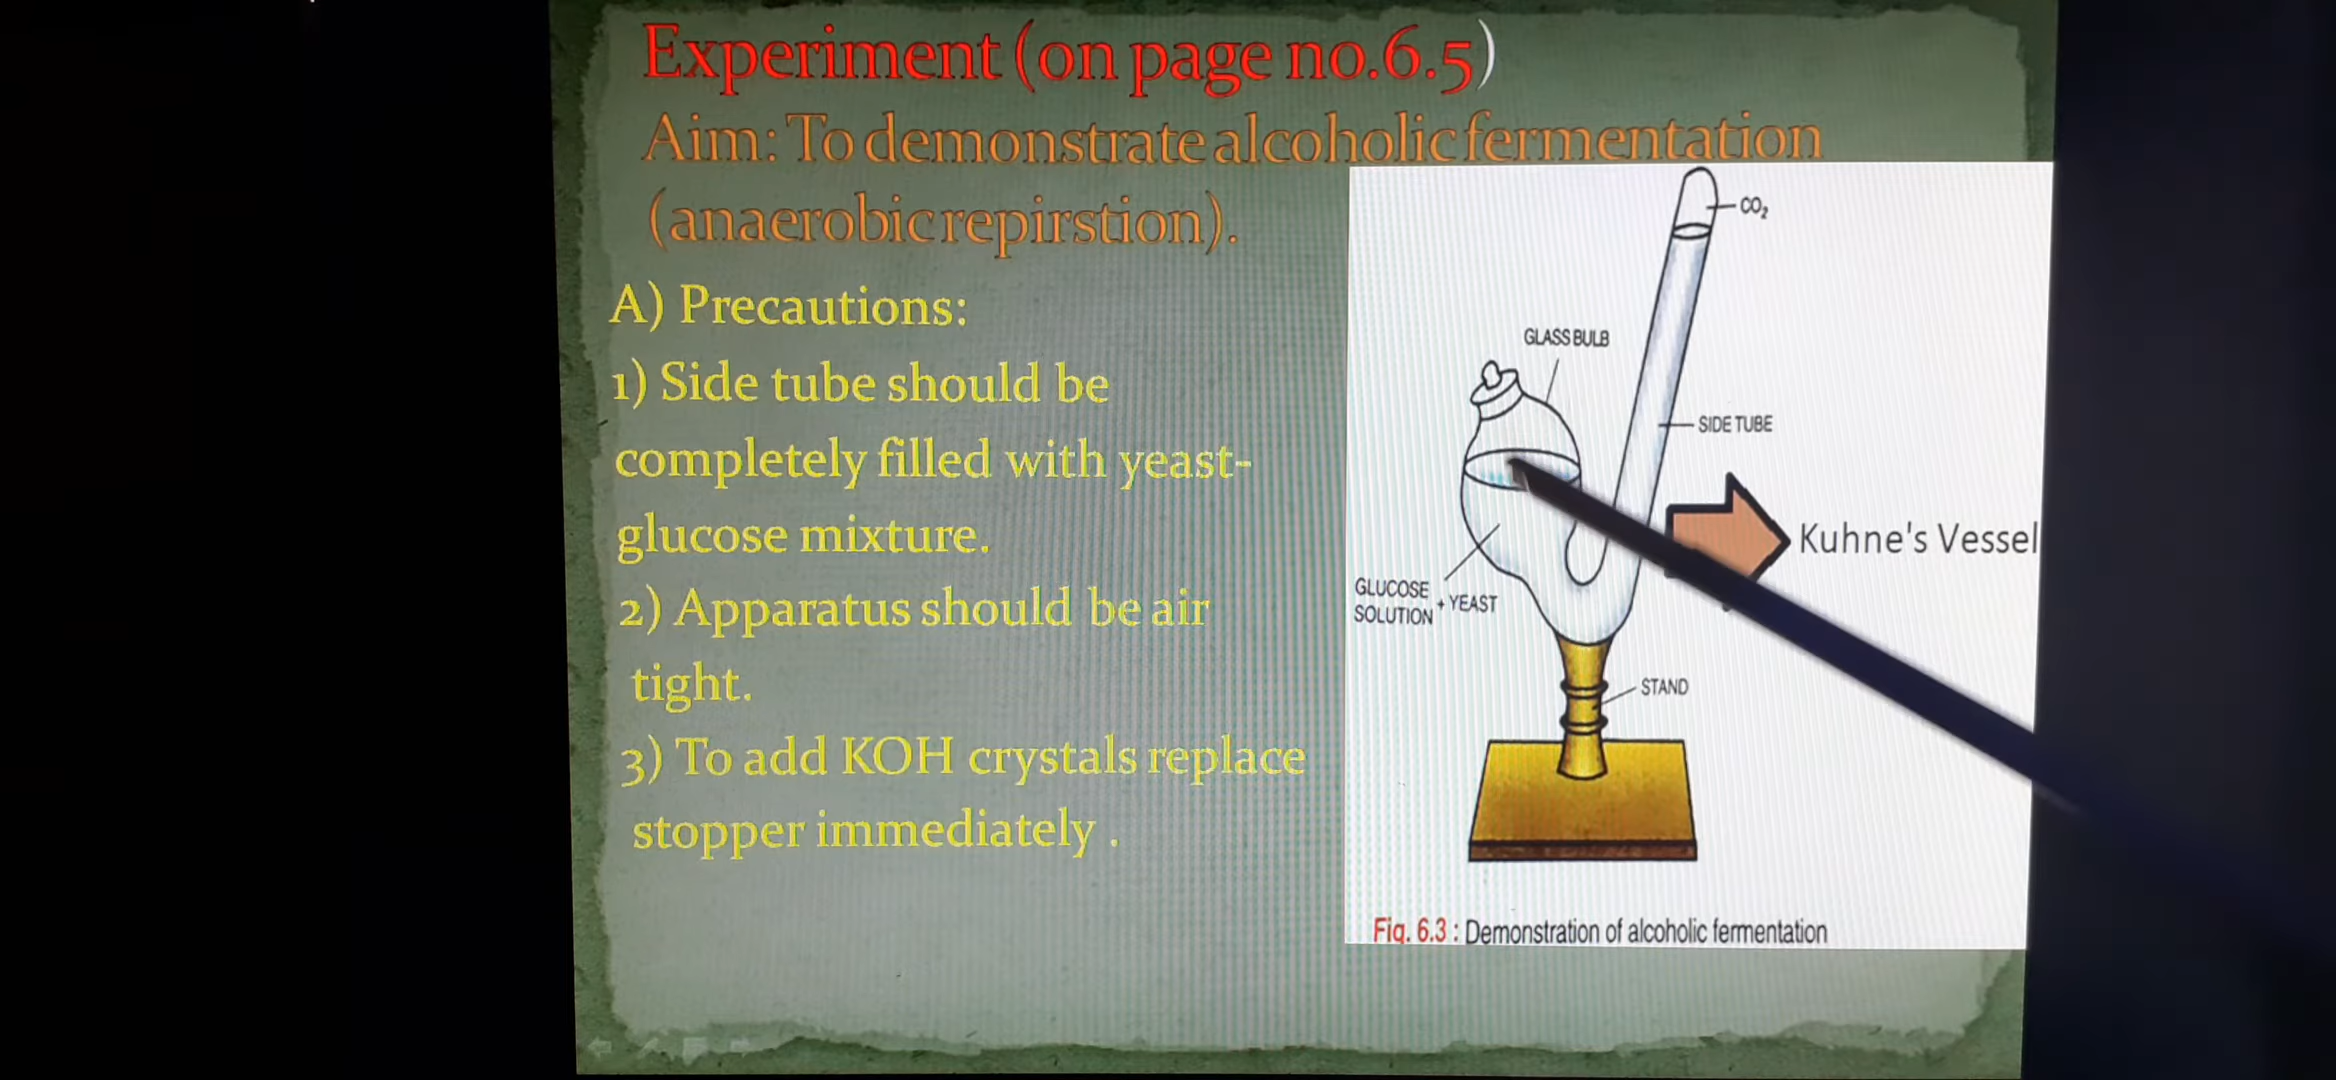 Experiment (on page no.6.5)
Aim: To demonstrate alcoholic fermentation
(anaerobic repirstion).
A) Precautions:
1) Side tube should be
completely filled with yeast-
glucose mixture.
2) Apparatus should be air
tight.
3) To add KOH crystals replace
stopper immediately .
CO₂
GLASS BULB
SIDE TUBE
Kuhne's Vessel
GLUCOSE
SOLUTION + YEAST
STAND
Fig. 6.3 : Demonstration of alcoholic fermentation